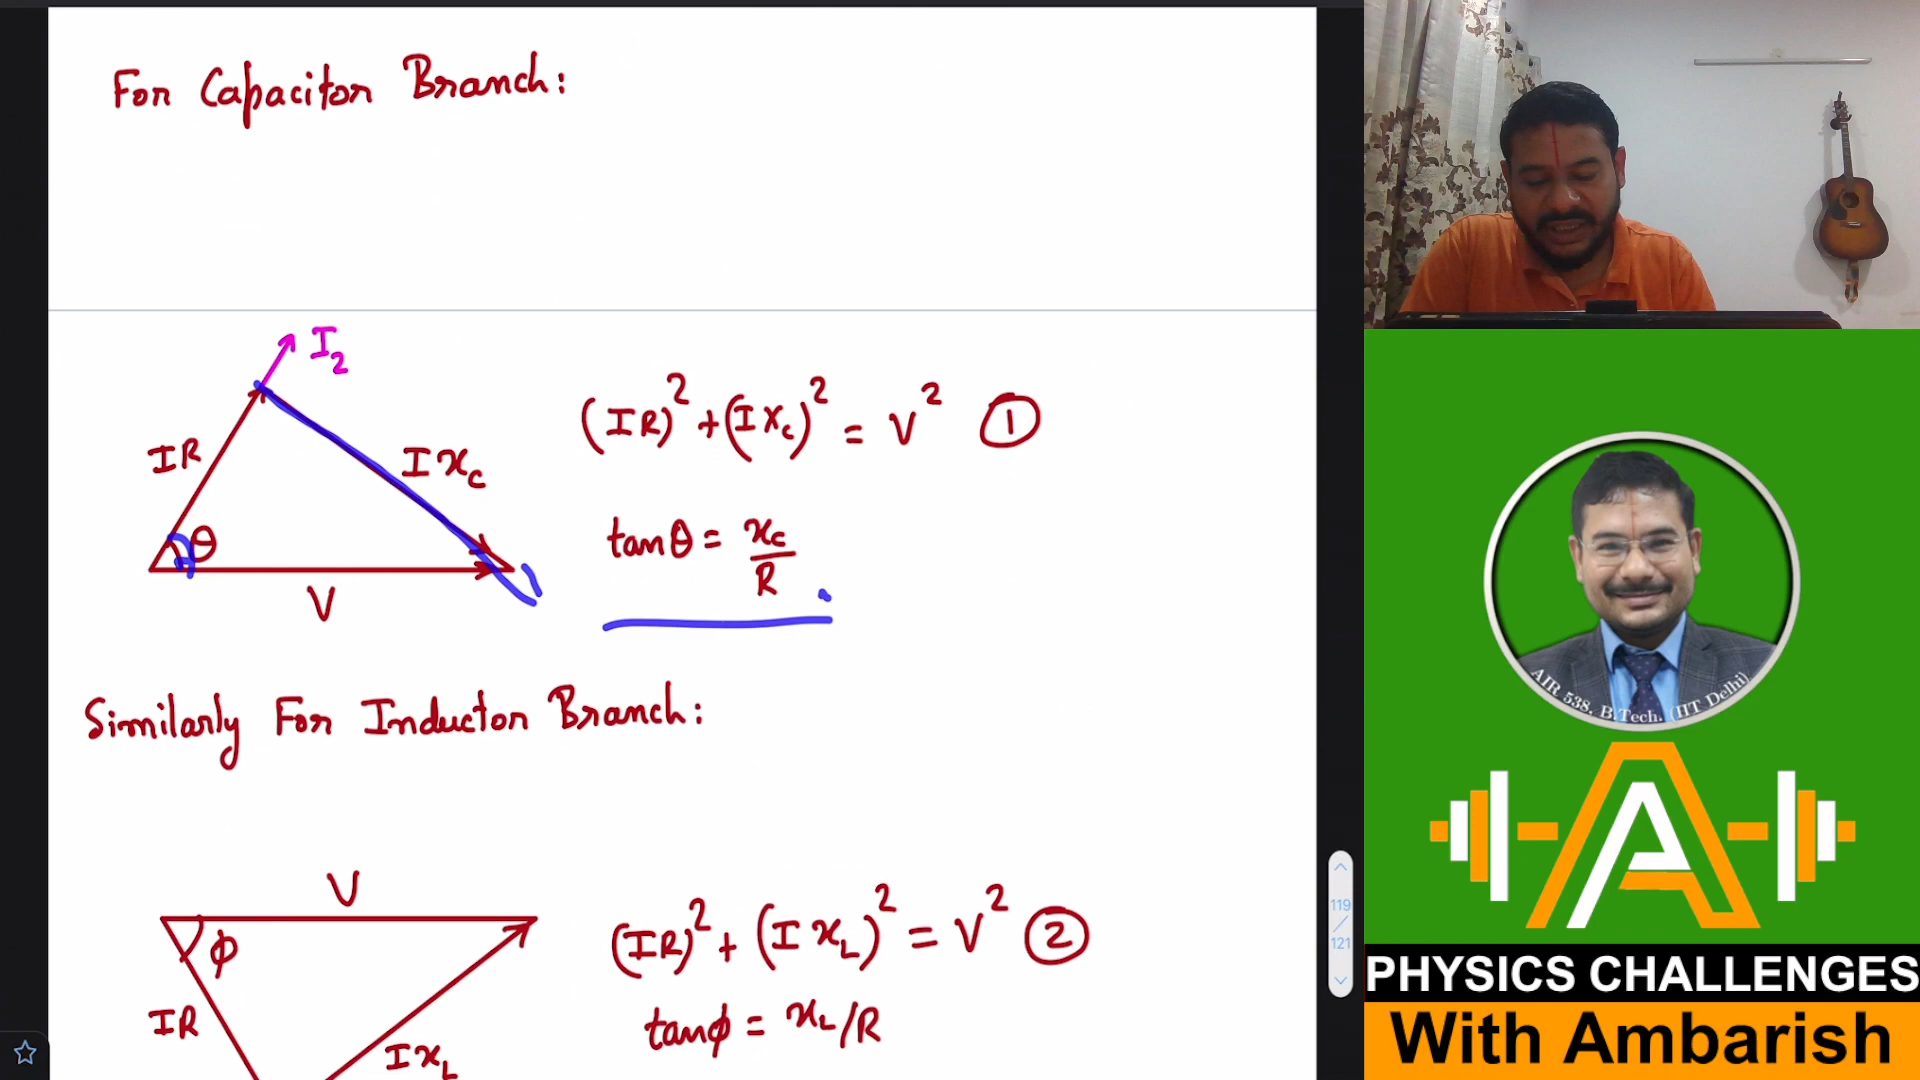 For Capacitor Branch:
I₂
IR
Ixc
θ
V
(IR)² + (Ixc)² = V² ①
tanθ = xc/R
Similarly For Inductor Branch:
V
ϕ
IR
IxL
(IR)² + (I xL)² = V² ②
tanϕ = xL/R
119
/
121
AIR 538, B.Tech. (IIT Delhi)
A
PHYSICS CHALLENGES
With Ambarish